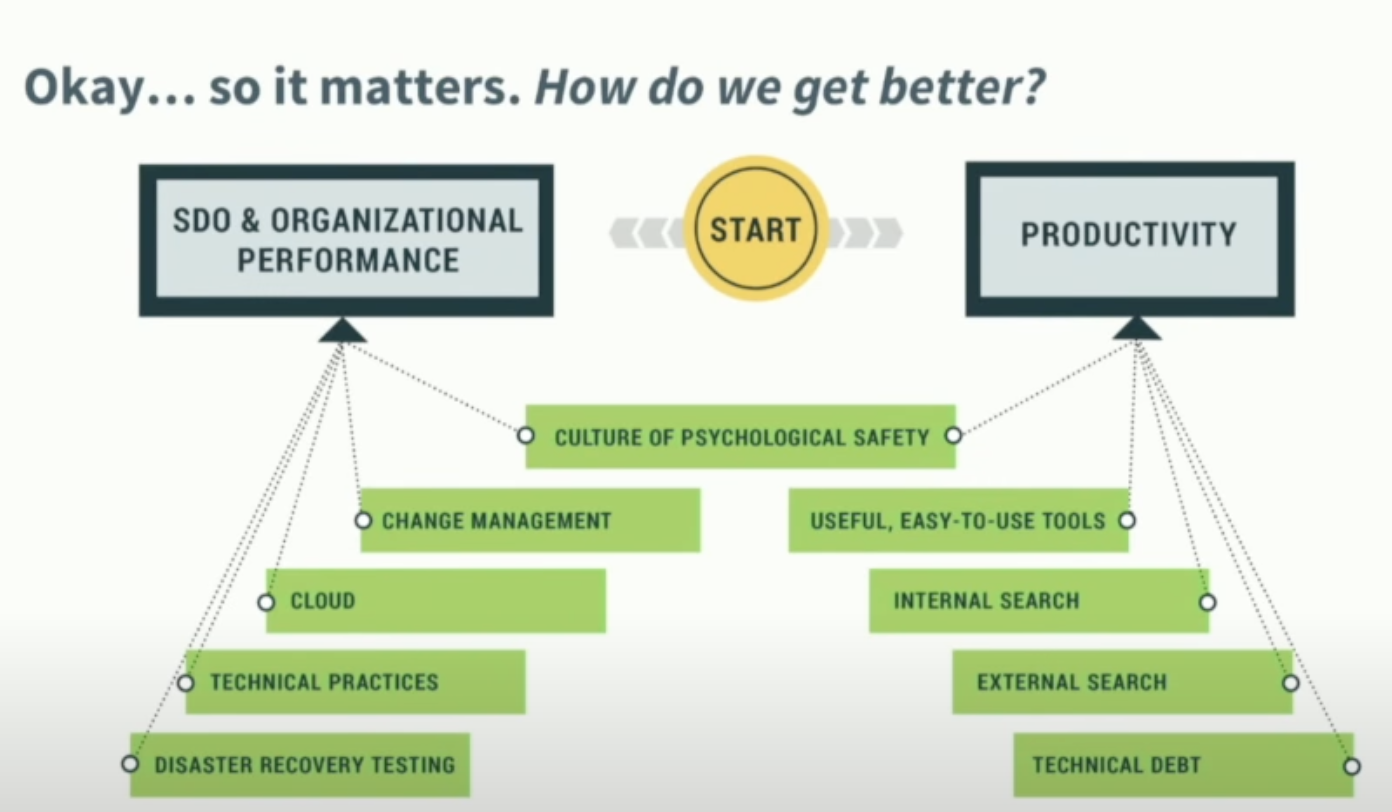 Okay... so it matters. How do we get better?
SDO & ORGANIZATIONAL
PERFORMANCE
START
PRODUCTIVITY
CULTURE OF PSYCHOLOGICAL SAFETY
CHANGE MANAGEMENT
USEFUL, EASY-TO-USE TOOLS
CLOUD
INTERNAL SEARCH
TECHNICAL PRACTICES
EXTERNAL SEARCH
DISASTER RECOVERY TESTING
TECHNICAL DEBT